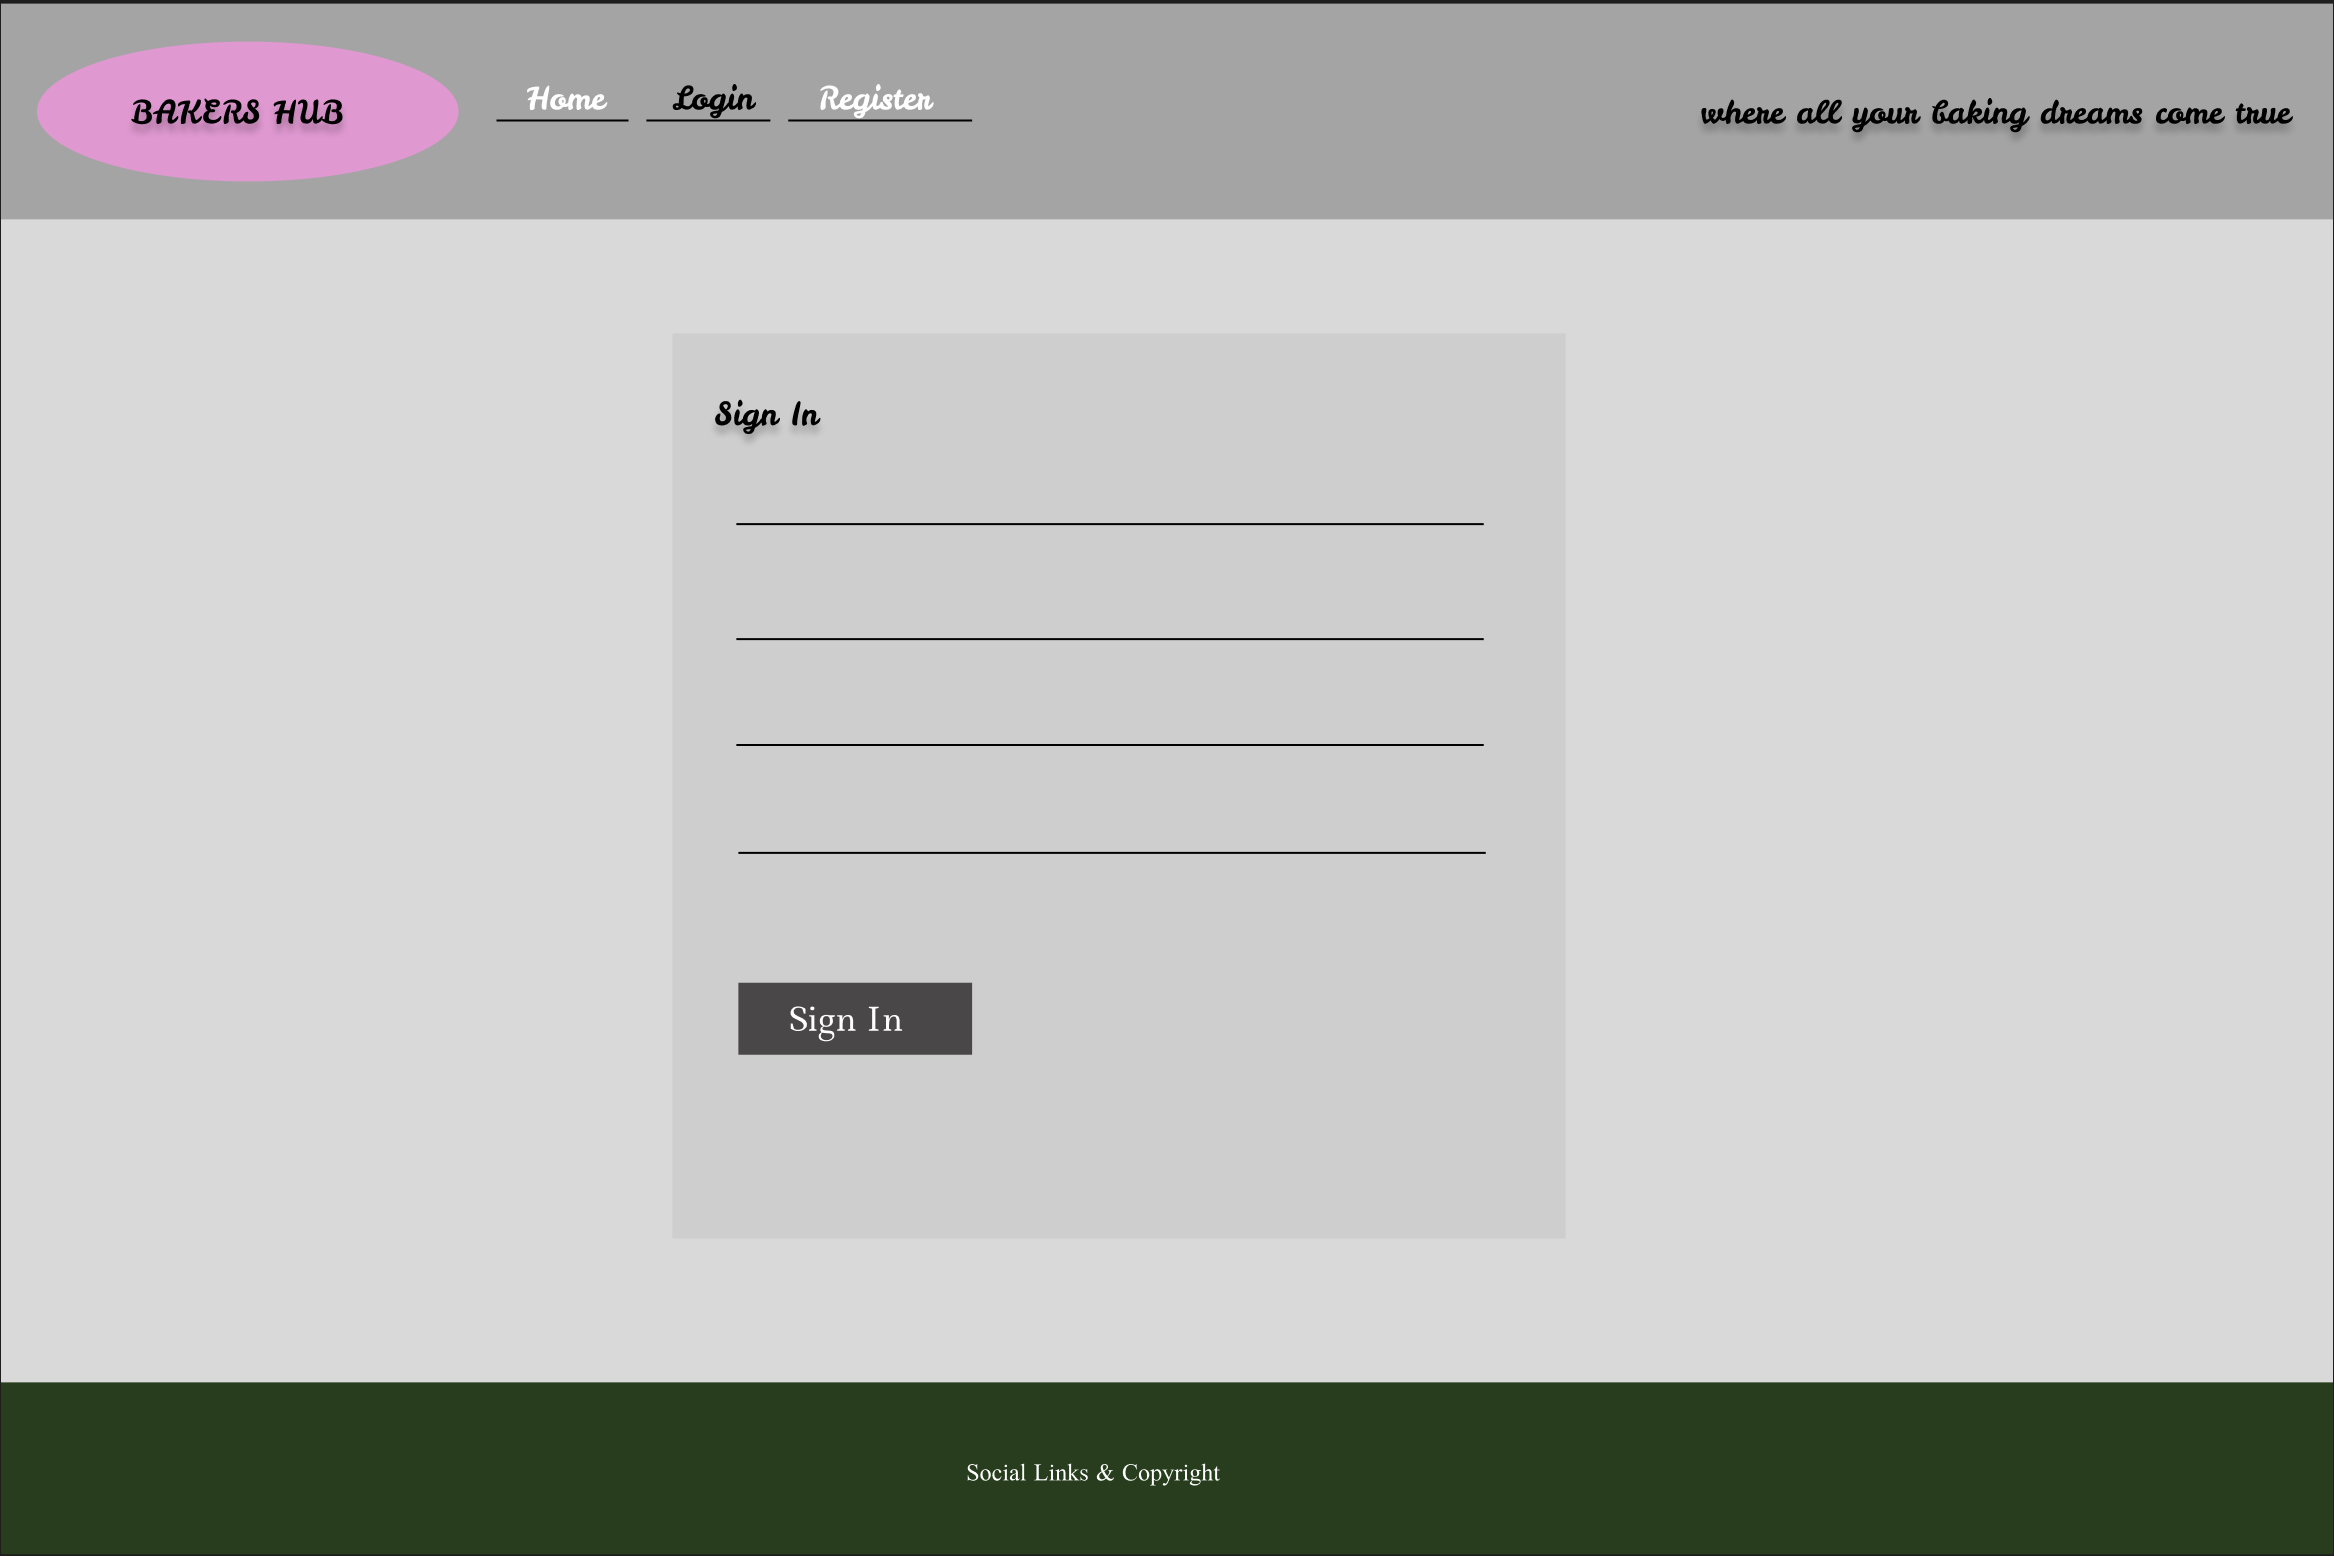 BAKERS HUB
Home
Login
Register
where all your baking dreams come true
Sign In
Sign In
Social Links & Copyright